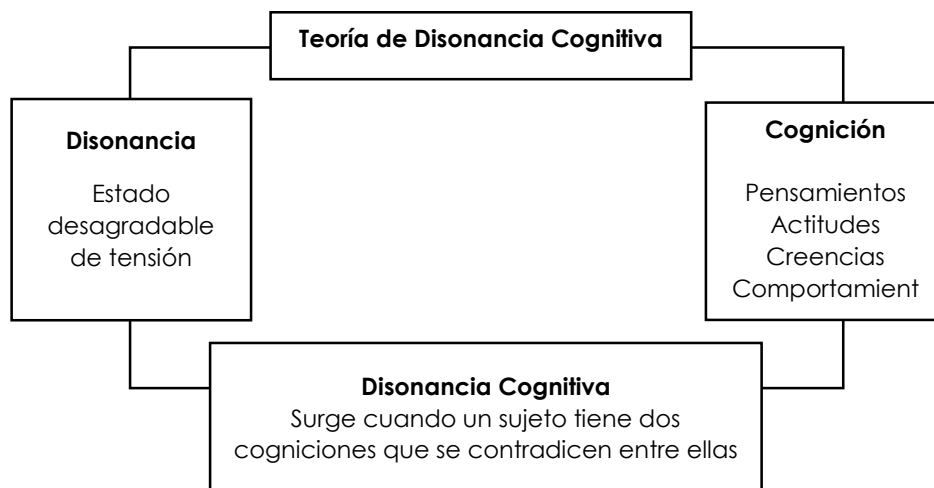 Teoría de Disonancia Cognitiva
Disonancia
Estado
desagradable
de tensión
Cognición
Pensamientos
Actitudes
Creencias
Comportamient
Disonancia Cognitiva
Surge cuando un sujeto tiene dos
cogniciones que se contradicen entre ellas